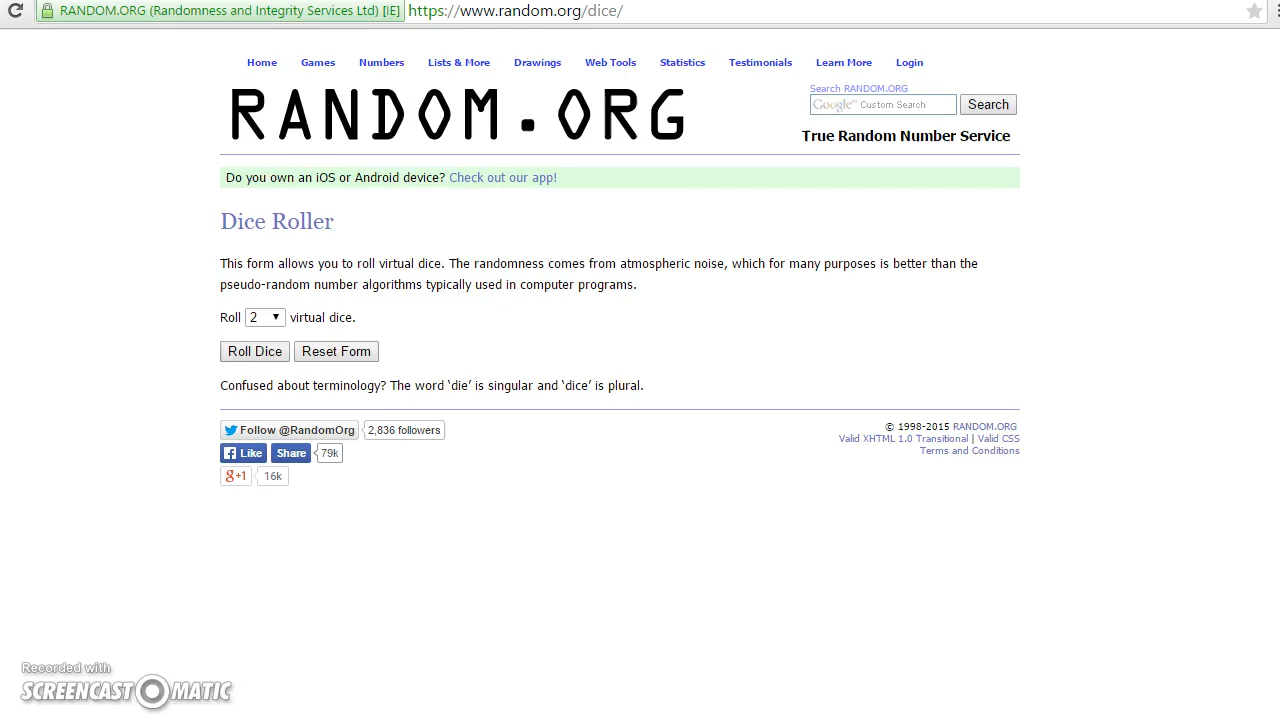 RANDOM.ORG (Randomness and Integrity Services Ltd) [IE] https://www.random.org/dice/
Home Games Numbers Lists & More Drawings Web Tools Statistics Testimonials Learn More Login
RANDOM.ORG
Search RANDOM.ORG
Google™ Custom Search Search
True Random Number Service
Do you own an iOS or Android device? Check out our app!
Dice Roller
This form allows you to roll virtual dice. The randomness comes from atmospheric noise, which for many purposes is better than the
pseudo-random number algorithms typically used in computer programs.
Roll 2 virtual dice.
Roll Dice Reset Form
Confused about terminology? The word ‘die’ is singular and ‘dice’ is plural.
Follow @RandomOrg 2,836 followers
Like Share 79k
g+1 16k
© 1998-2015 RANDOM.ORG
Valid XHTML 1.0 Transitional | Valid CSS
Terms and Conditions
Recorded with
SCREENCAST-O-MATIC